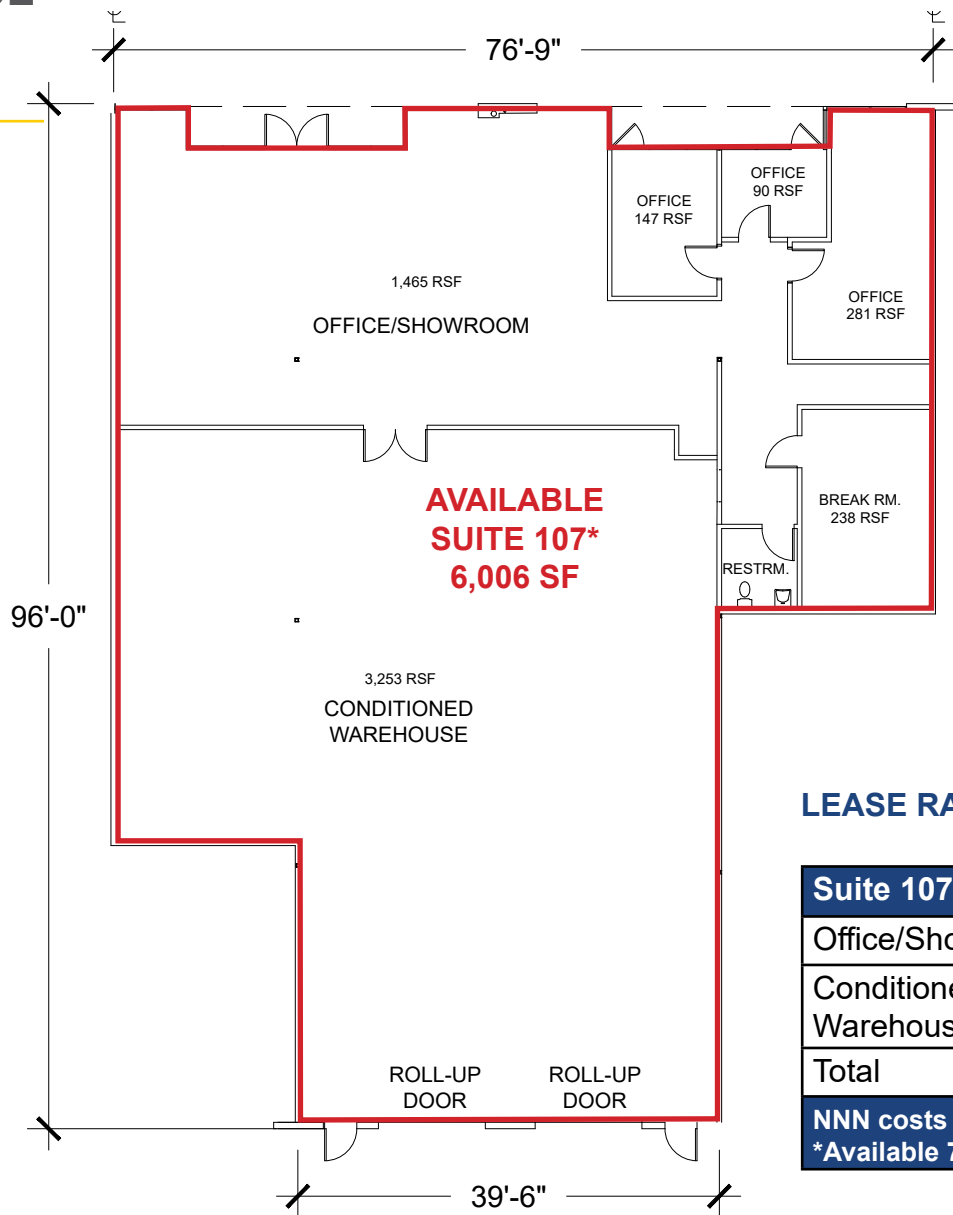 76'-9"
OFFICE
90 RSF
OFFICE
147 RSF
1,465 RSF
OFFICE/SHOWROOM
OFFICE
281 RSF
AVAILABLE
SUITE 107*
6,006 SF
BREAK RM.
238 RSF
RESTRM.
96'-0"
3,253 RSF
CONDITIONED
WAREHOUSE
LEASE RA
Suite 107
Office/Sho
Conditione
Warehous
Total
NNN costs
*Available 7
ROLL-UP
DOOR
ROLL-UP
DOOR
39'-6"